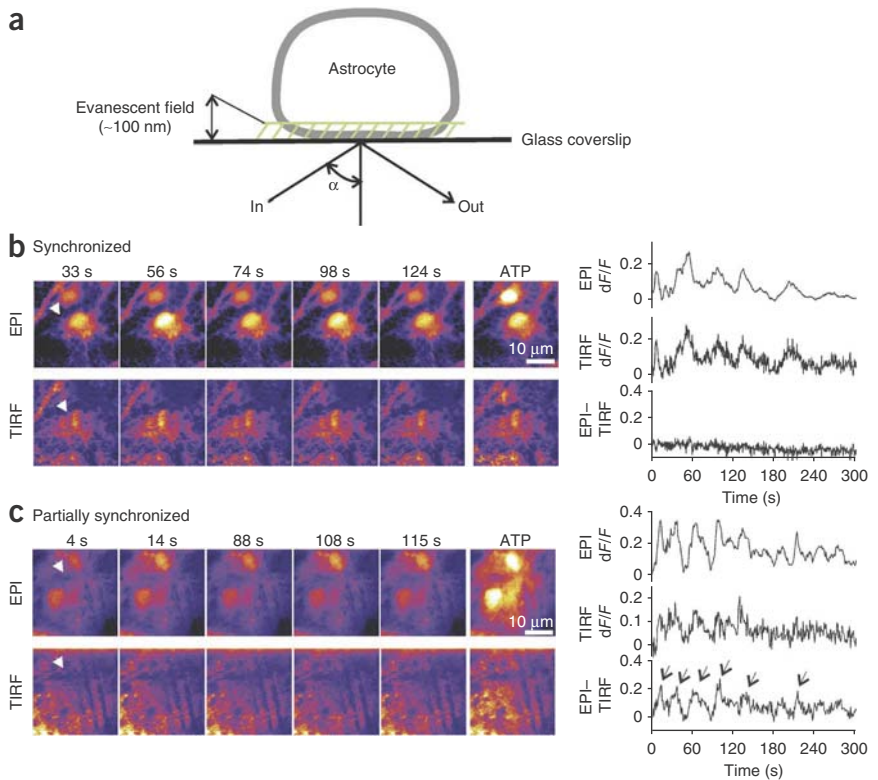 a
Astrocyte
Evanescent field
(~100 nm)
Glass coverslip
α
In
Out
b Synchronized
33 s 56 s 74 s 98 s 124 s ATP
EPI
10 μm
TIRF
EPI
dF/F
0.2
0
TIRF
dF/F
0.4
0.2
0
EPI–
TIRF
0.4
0.2
0
0 60 120 180 240 300
Time (s)
c Partially synchronized
4 s 14 s 88 s 108 s 115 s ATP
EPI
10 μm
TIRF
EPI
dF/F
0.4
0.2
0
TIRF
dF/F
0.2
0.1
0
EPI–
TIRF
0.4
0.2
0
0 60 120 180 240 300
Time (s)